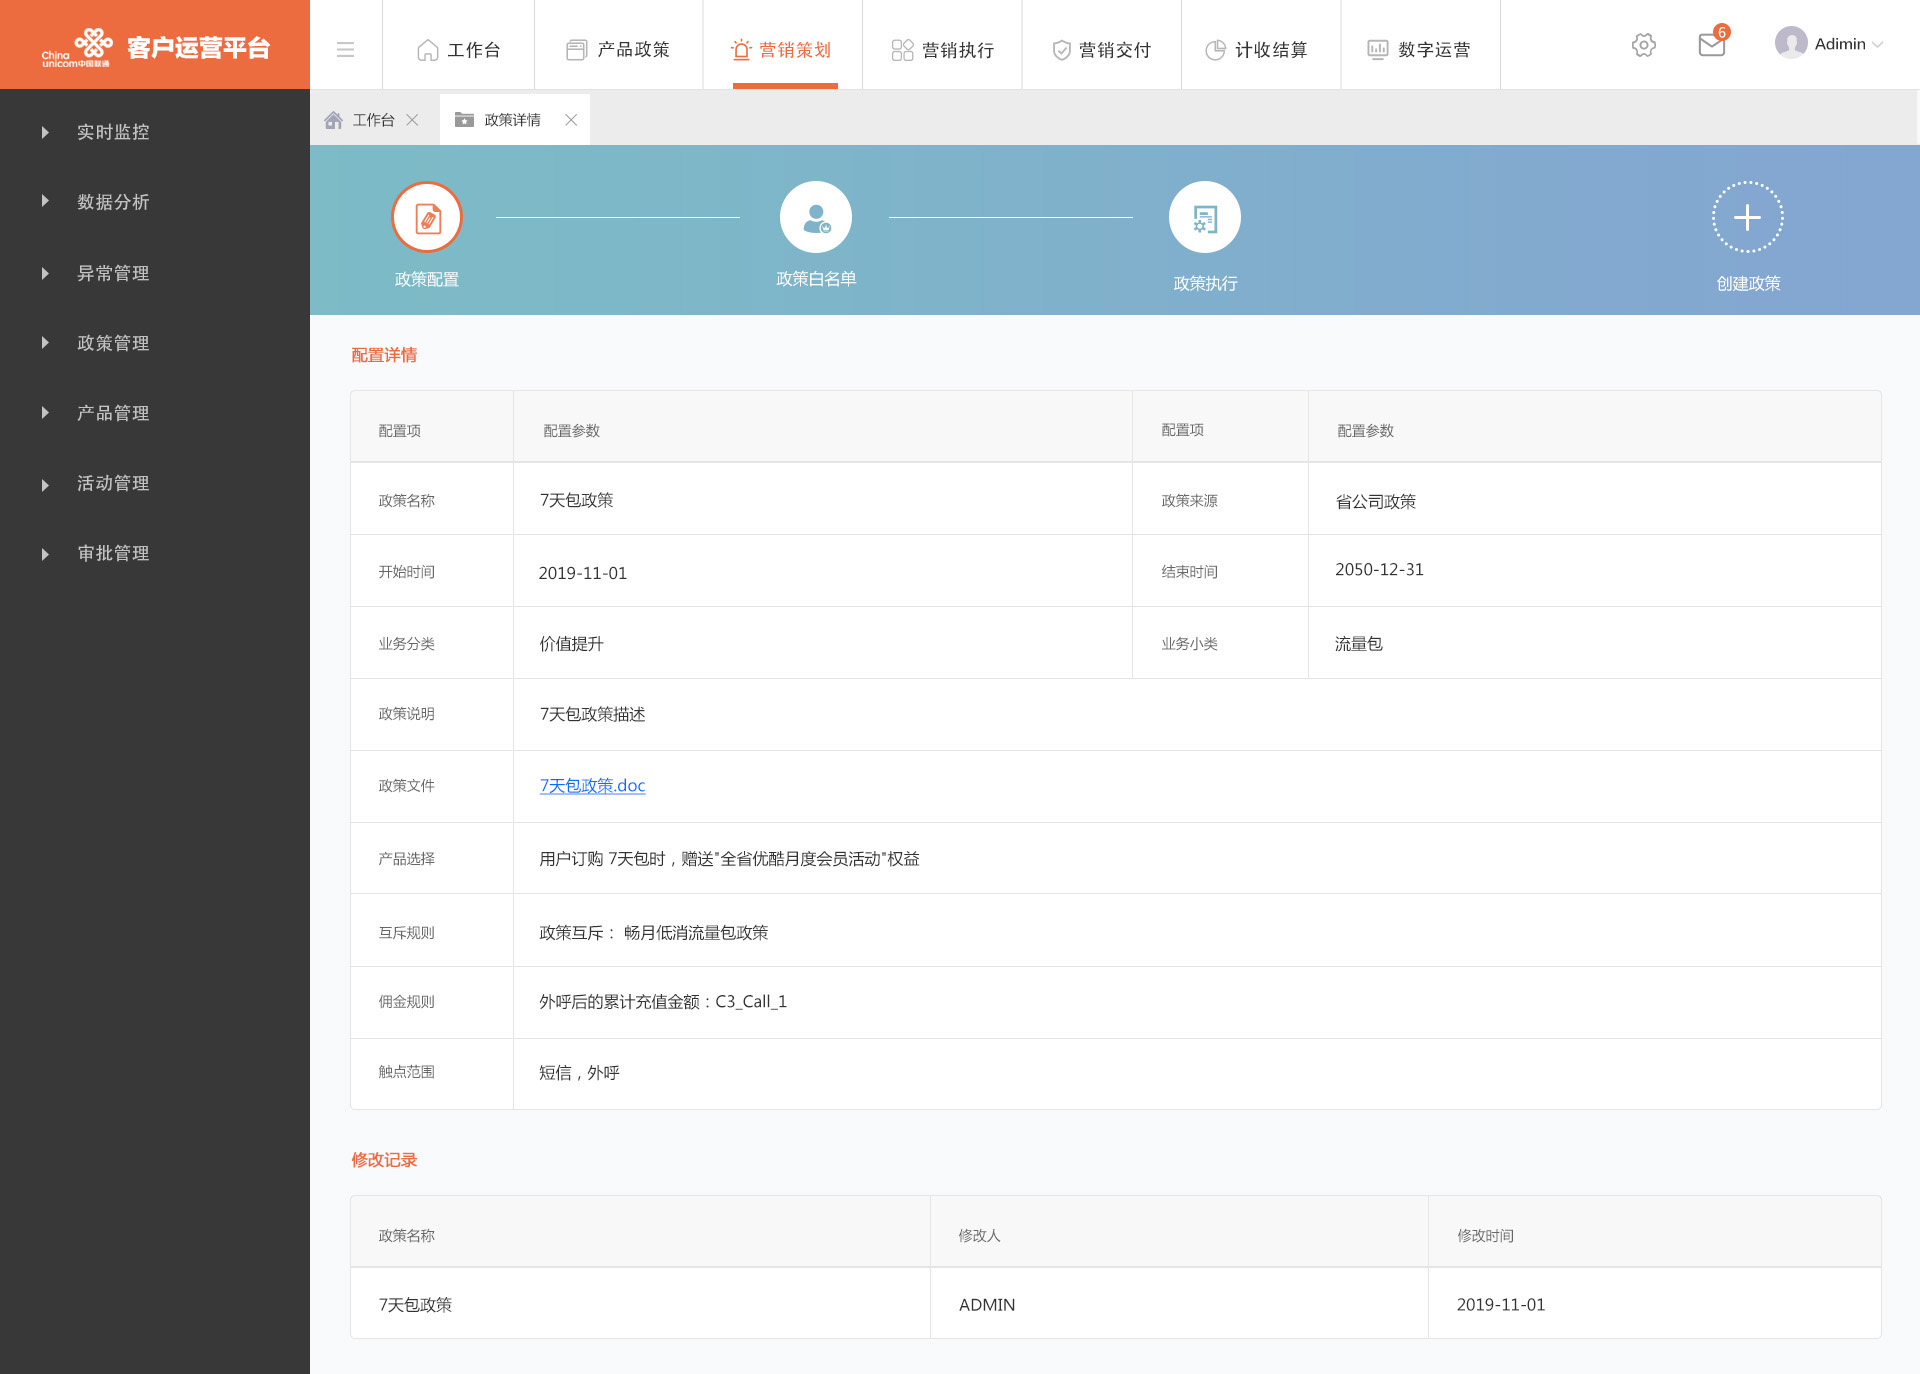 China
unicom中国联通
客户运营平台
工作台
产品政策
营销策划
营销执行
营销交付
计收结算
数字运营
6
Adimin
工作台
政策详情
实时监控
数据分析
异常管理
政策管理
产品管理
活动管理
审批管理
政策配置
政策白名单
政策执行
创建政策
配置详情
配置项 配置参数 配置项 配置参数
政策名称 7天包政策 政策来源 省公司政策
开始时间 2019-11-01 结束时间 2050-12-31
业务分类 价值提升 业务小类 流量包
政策说明 7天包政策描述
政策文件 7天包政策.doc
产品选择 用户订购 7天包时，赠送"全省优酷月度会员活动"权益
互斥规则 政策互斥： 畅月低消流量包政策
佣金规则 外呼后的累计充值金额：C3_Call_1
触点范围 短信，外呼
修改记录
政策名称 修改人 修改时间
7天包政策 ADMIN 2019-11-01